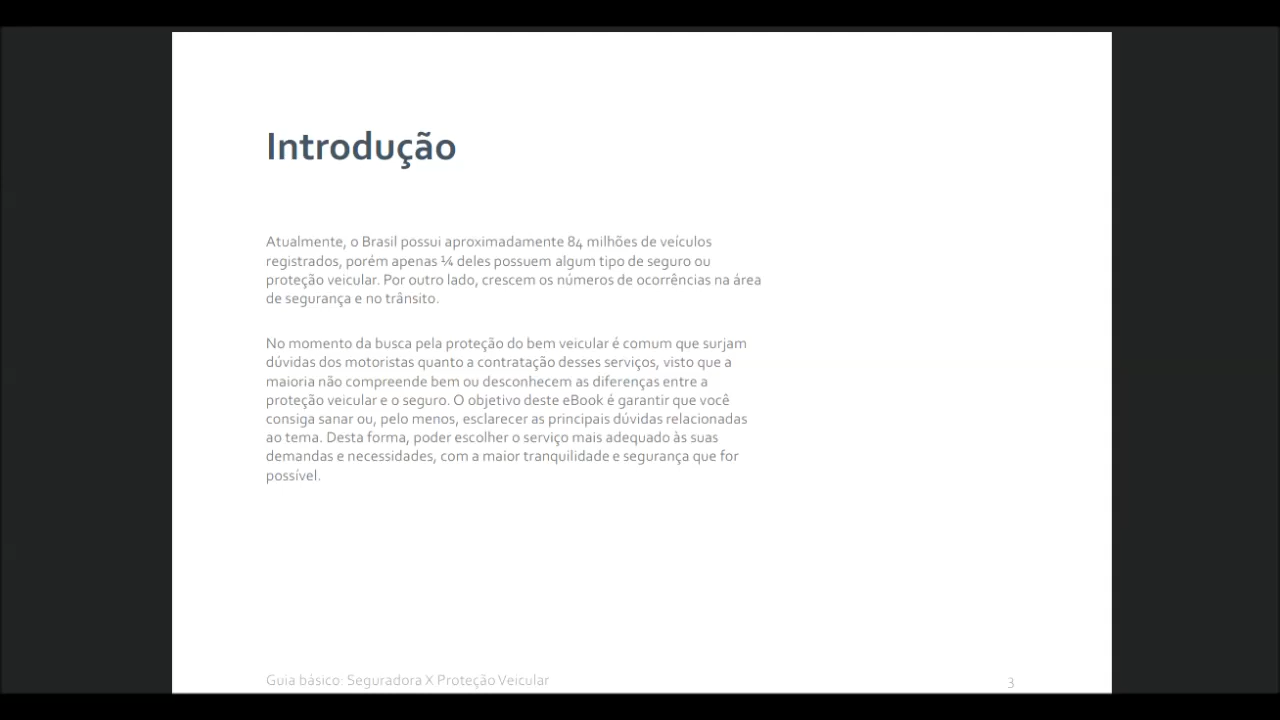 Introdução
Atualmente, o Brasil possui aproximadamente 84 milhões de veículos
registrados, porém apenas ¼ deles possuem algum tipo de seguro ou
proteção veicular. Por outro lado, crescem os números de ocorrências na área
de segurança e no trânsito.
No momento da busca pela proteção do bem veicular é comum que surjam
dúvidas dos motoristas quanto a contratação desses serviços, visto que a
maioria não compreende bem ou desconhecem as diferenças entre a
proteção veicular e o seguro. O objetivo deste eBook é garantir que você
consiga sanar ou, pelo menos, esclarecer as principais dúvidas relacionadas
ao tema. Desta forma, poder escolher o serviço mais adequado às suas
demandas e necessidades, com a maior tranquilidade e segurança que for
possível.
Guia básico: Seguradora X Proteção Veicular
3